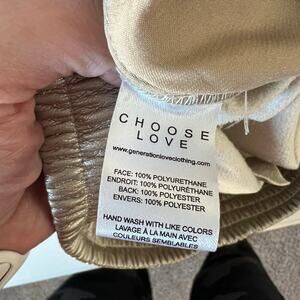 CHOOSE
LOVE
www.generationloveclothing.com
FACE: 100% POLYURETHANE
ENDROIT: 100% POLYURÉTHANE
BACK: 100% POLYESTER
ENVERS: 100% POLYESTER
HAND WASH WITH LIKE COLORS
LAVAGE À LA MAIN AVEC
COULEURS SEMBLABLES